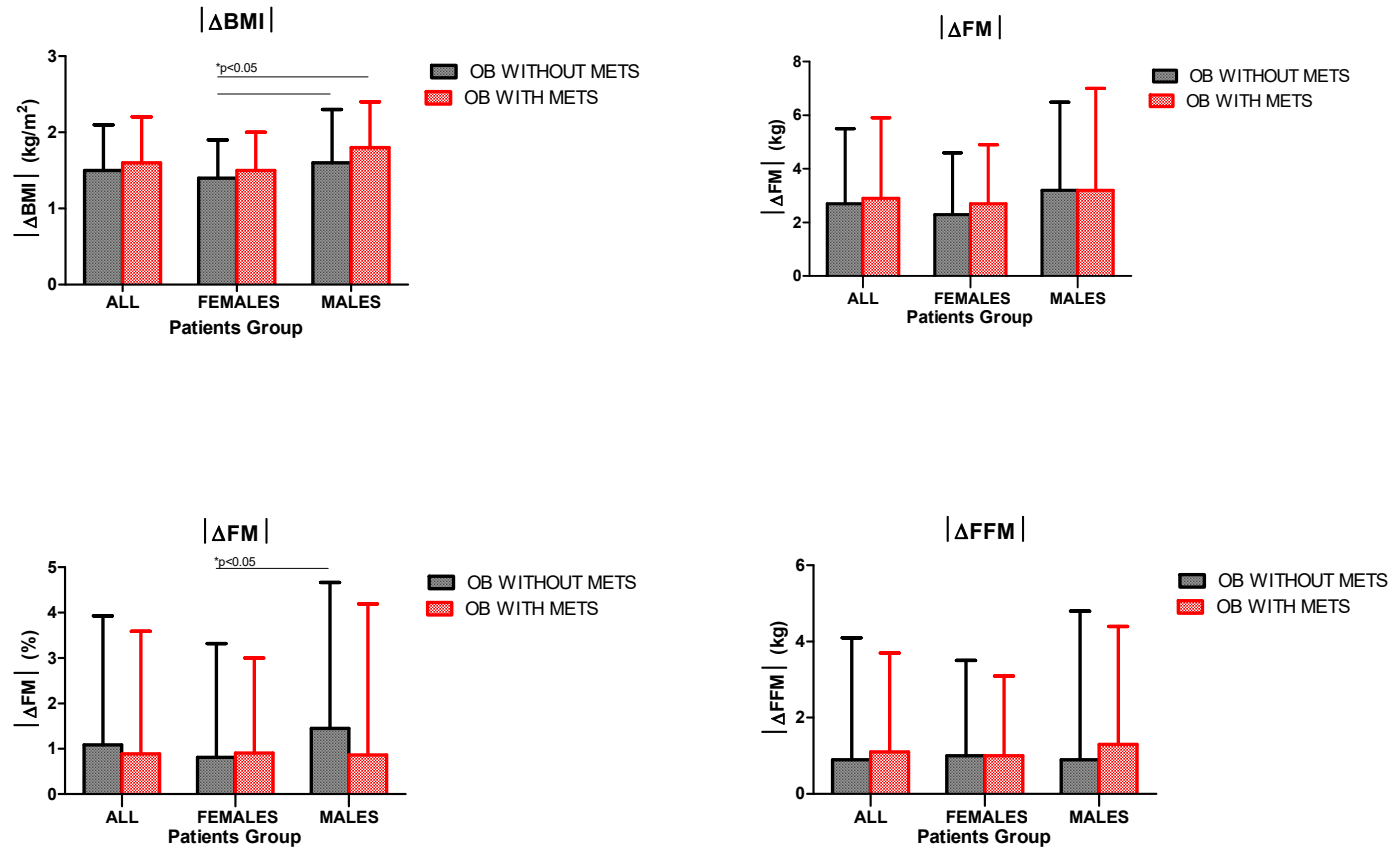 |ΔBMI|
3
2
1
0
|ΔBMI| (kg/m²)
*p<0.05
ALL
FEMALES
MALES
Patients Group
OB WITHOUT METS
OB WITH METS
|ΔFM|
8
6
4
2
0
|ΔFM| (kg)
ALL
FEMALES
MALES
Patients Group
OB WITHOUT METS
OB WITH METS
|ΔFM|
5
4
3
2
1
0
|ΔFM| (%)
*p<0.05
ALL
FEMALES
MALES
Patients Group
OB WITHOUT METS
OB WITH METS
|ΔFFM|
6
4
2
0
|ΔFFM| (kg)
ALL
FEMALES
MALES
Patients Group
OB WITHOUT METS
OB WITH METS